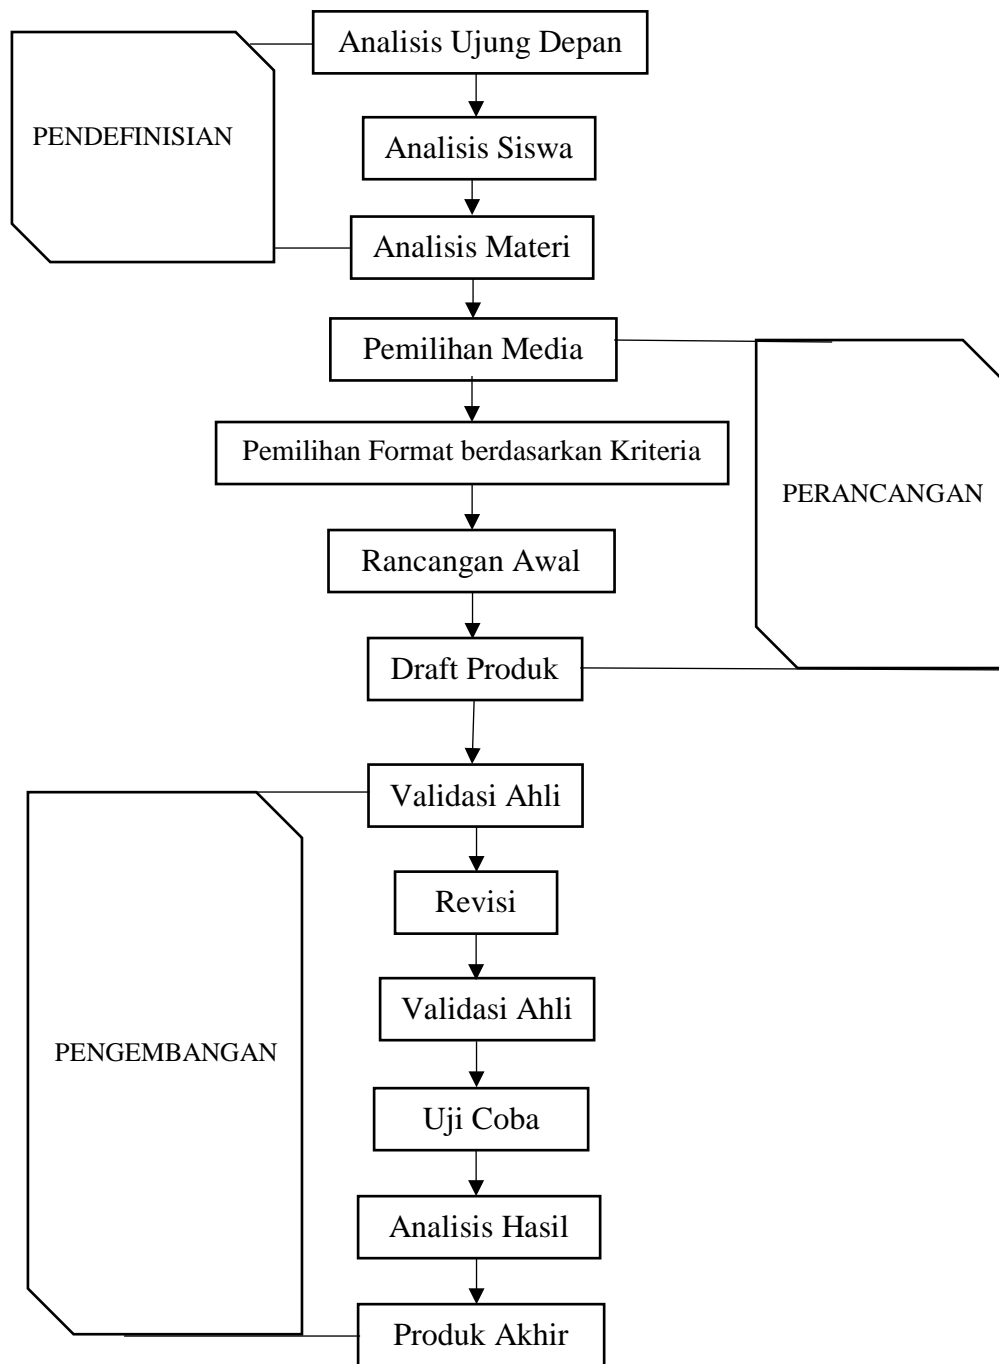 Analisis Ujung Depan
PENDEFINISIAN
Analisis Siswa
Analisis Materi
Pemilihan Media
Pemilihan Format berdasarkan Kriteria
PERANCANGAN
Rancangan Awal
Draft Produk
Validasi Ahli
Revisi
Validasi Ahli
PENGEMBANGAN
Uji Coba
Analisis Hasil
Produk Akhir